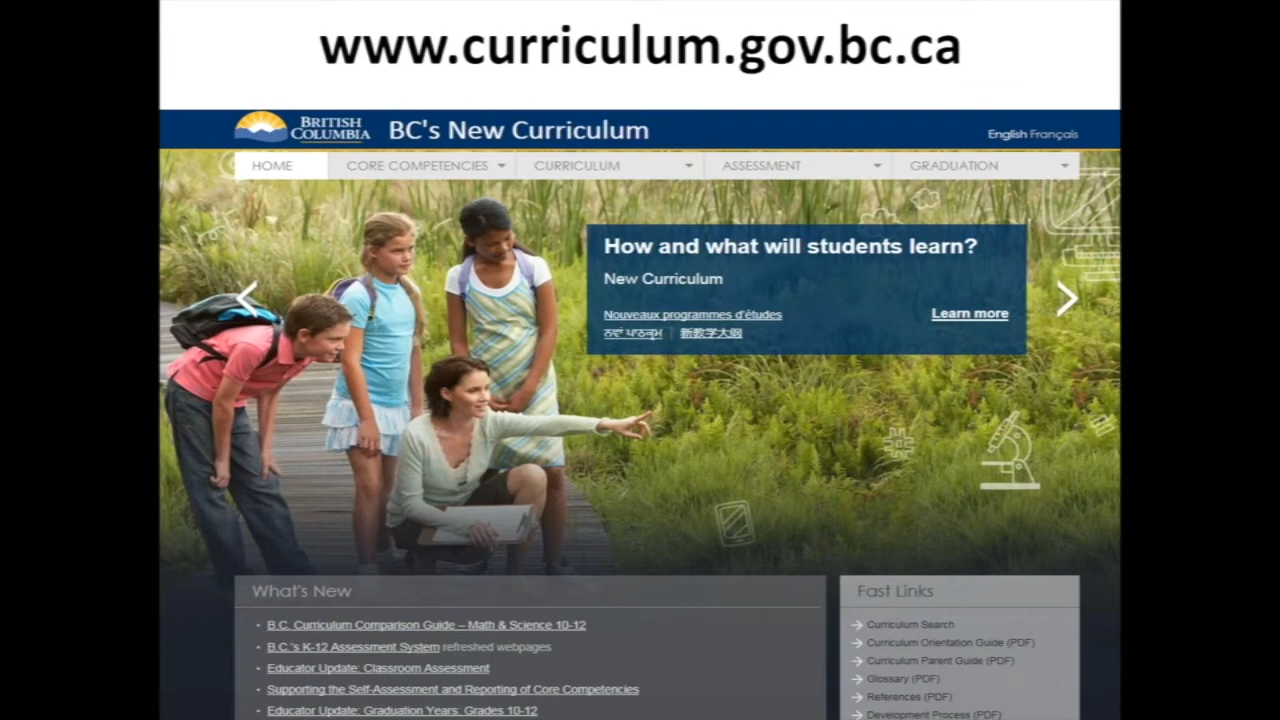 www.curriculum.gov.bc.ca
BRITISH
COLUMBIA
BC's New Curriculum
English Français
HOME
CORE COMPETENCIES
CURRICULUM
ASSESSMENT
GRADUATION
How and what will students learn?
New Curriculum
Nouveaux programmes d'études
Learn more
ਨਵਾਂ ਪਾਠਕ੍ਰਮ | 新教学大纲
What's New
• B.C. Curriculum Comparison Guide – Math & Science 10-12
• B.C.'s K-12 Assessment System refreshed webpages
• Educator Update: Classroom Assessment
• Supporting the Self-Assessment and Reporting of Core Competencies
• Educator Update: Graduation Years: Grades 10-12
Fast Links
Curriculum Search
Curriculum Orientation Guide (PDF)
Curriculum Parent Guide (PDF)
Glossary (PDF)
References (PDF)
Development Process (PDF)